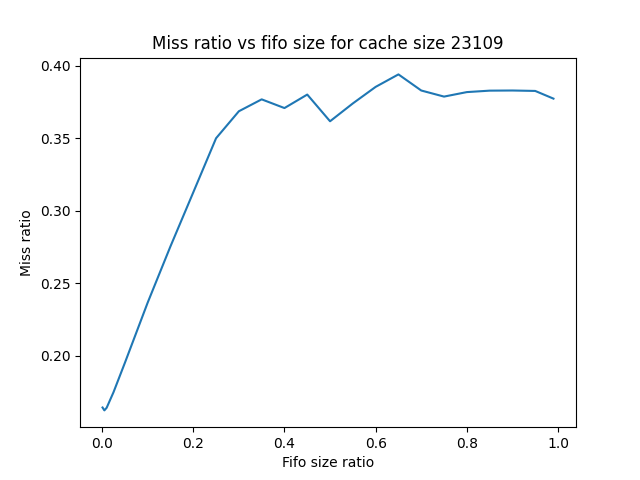 Miss ratio vs fifo size for cache size 23109
0.40
0.35
0.30
0.25
0.20
Miss ratio
0.0 0.2 0.4 0.6 0.8 1.0
Fifo size ratio